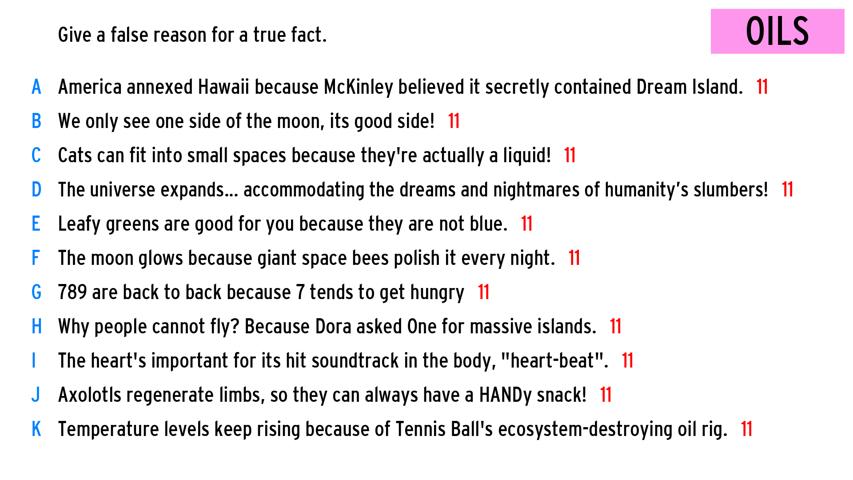 Give a false reason for a true fact.
OILS
A America annexed Hawaii because McKinley believed it secretly contained Dream Island. 11
B We only see one side of the moon, its good side! 11
C Cats can fit into small spaces because they're actually a liquid! 11
D The universe expands... accommodating the dreams and nightmares of humanity’s slumbers! 11
E Leafy greens are good for you because they are not blue. 11
F The moon glows because giant space bees polish it every night. 11
G 789 are back to back because 7 tends to get hungry 11
H Why people cannot fly? Because Dora asked One for massive islands. 11
I The heart's important for its hit soundtrack in the body, "heart-beat". 11
J Axolotls regenerate limbs, so they can always have a HANDy snack! 11
K Temperature levels keep rising because of Tennis Ball's ecosystem-destroying oil rig. 11